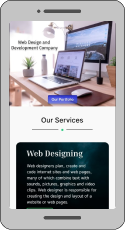 Web Design and
Development Company
Our Portfolio
Our Services
Web Designing
Web designers plan, create and
code internet sites and web pages,
many of which combine text with
sounds, pictures, graphics and video
clips. Web designer is responsible for
creating the design and layout of a
website or web pages.